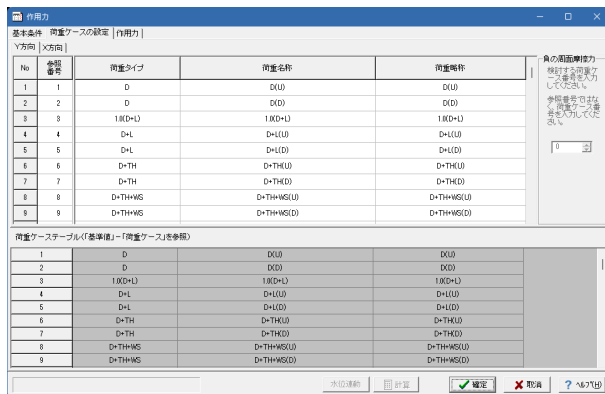 作用力
基本条件 荷重ケースの設定 作用力
Y方向 X方向
No 参照番号 荷重タイプ 荷重名称 荷重略称
1 1 D D(U) D(U)
2 2 D D(D) D(D)
3 3 1.0(D+L) 1.0(D+L) 1.0(D+L)
4 4 D+L D+L(U) D+L(U)
5 5 D+L D+L(D) D+L(D)
6 6 D+TH D+TH(U) D+TH(U)
7 7 D+TH D+TH(D) D+TH(D)
8 8 D+TH+WS D+TH+WS(U) D+TH+WS(U)
9 9 D+TH+WS D+TH+WS(D) D+TH+WS(D)
負の周面摩擦力
検討する荷重ケ
ース番号を入力
してください。
参照番号ではな
く、荷重ケース番
号を入力してくだ
さい。
0
荷重ケーステーブル(「基準値」-「荷重ケース」を参照)
1 D D(U) D(U)
2 D D(D) D(D)
3 1.0(D+L) 1.0(D+L) 1.0(D+L)
4 D+L D+L(U) D+L(U)
5 D+L D+L(D) D+L(D)
6 D+TH D+TH(U) D+TH(U)
7 D+TH D+TH(D) D+TH(D)
8 D+TH+WS D+TH+WS(U) D+TH+WS(U)
9 D+TH+WS D+TH+WS(D) D+TH+WS(D)
水位連動 計算 確定 取消 ? ヘルプ(H)